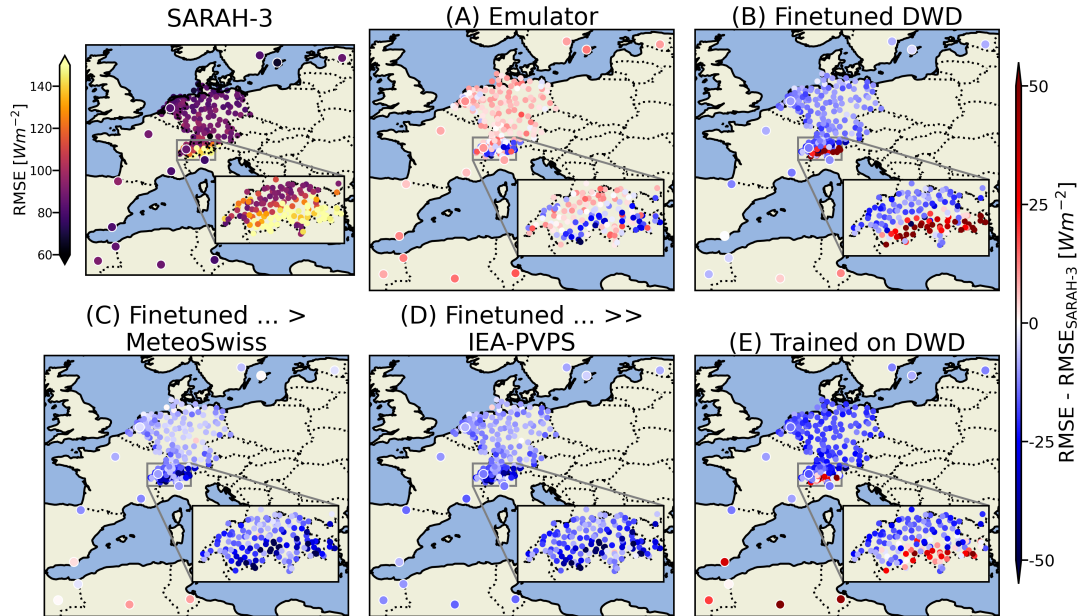 SARAH-3
(A) Emulator
(B) Finetuned DWD
RMSE [Wm⁻²]
140
120
100
80
60
(C) Finetuned ... >
MeteoSwiss
(D) Finetuned ... >>
IEA-PVPS
(E) Trained on DWD
50
25
0
-25
-50
RMSE - RMSE_SARAH-3 [Wm⁻²]